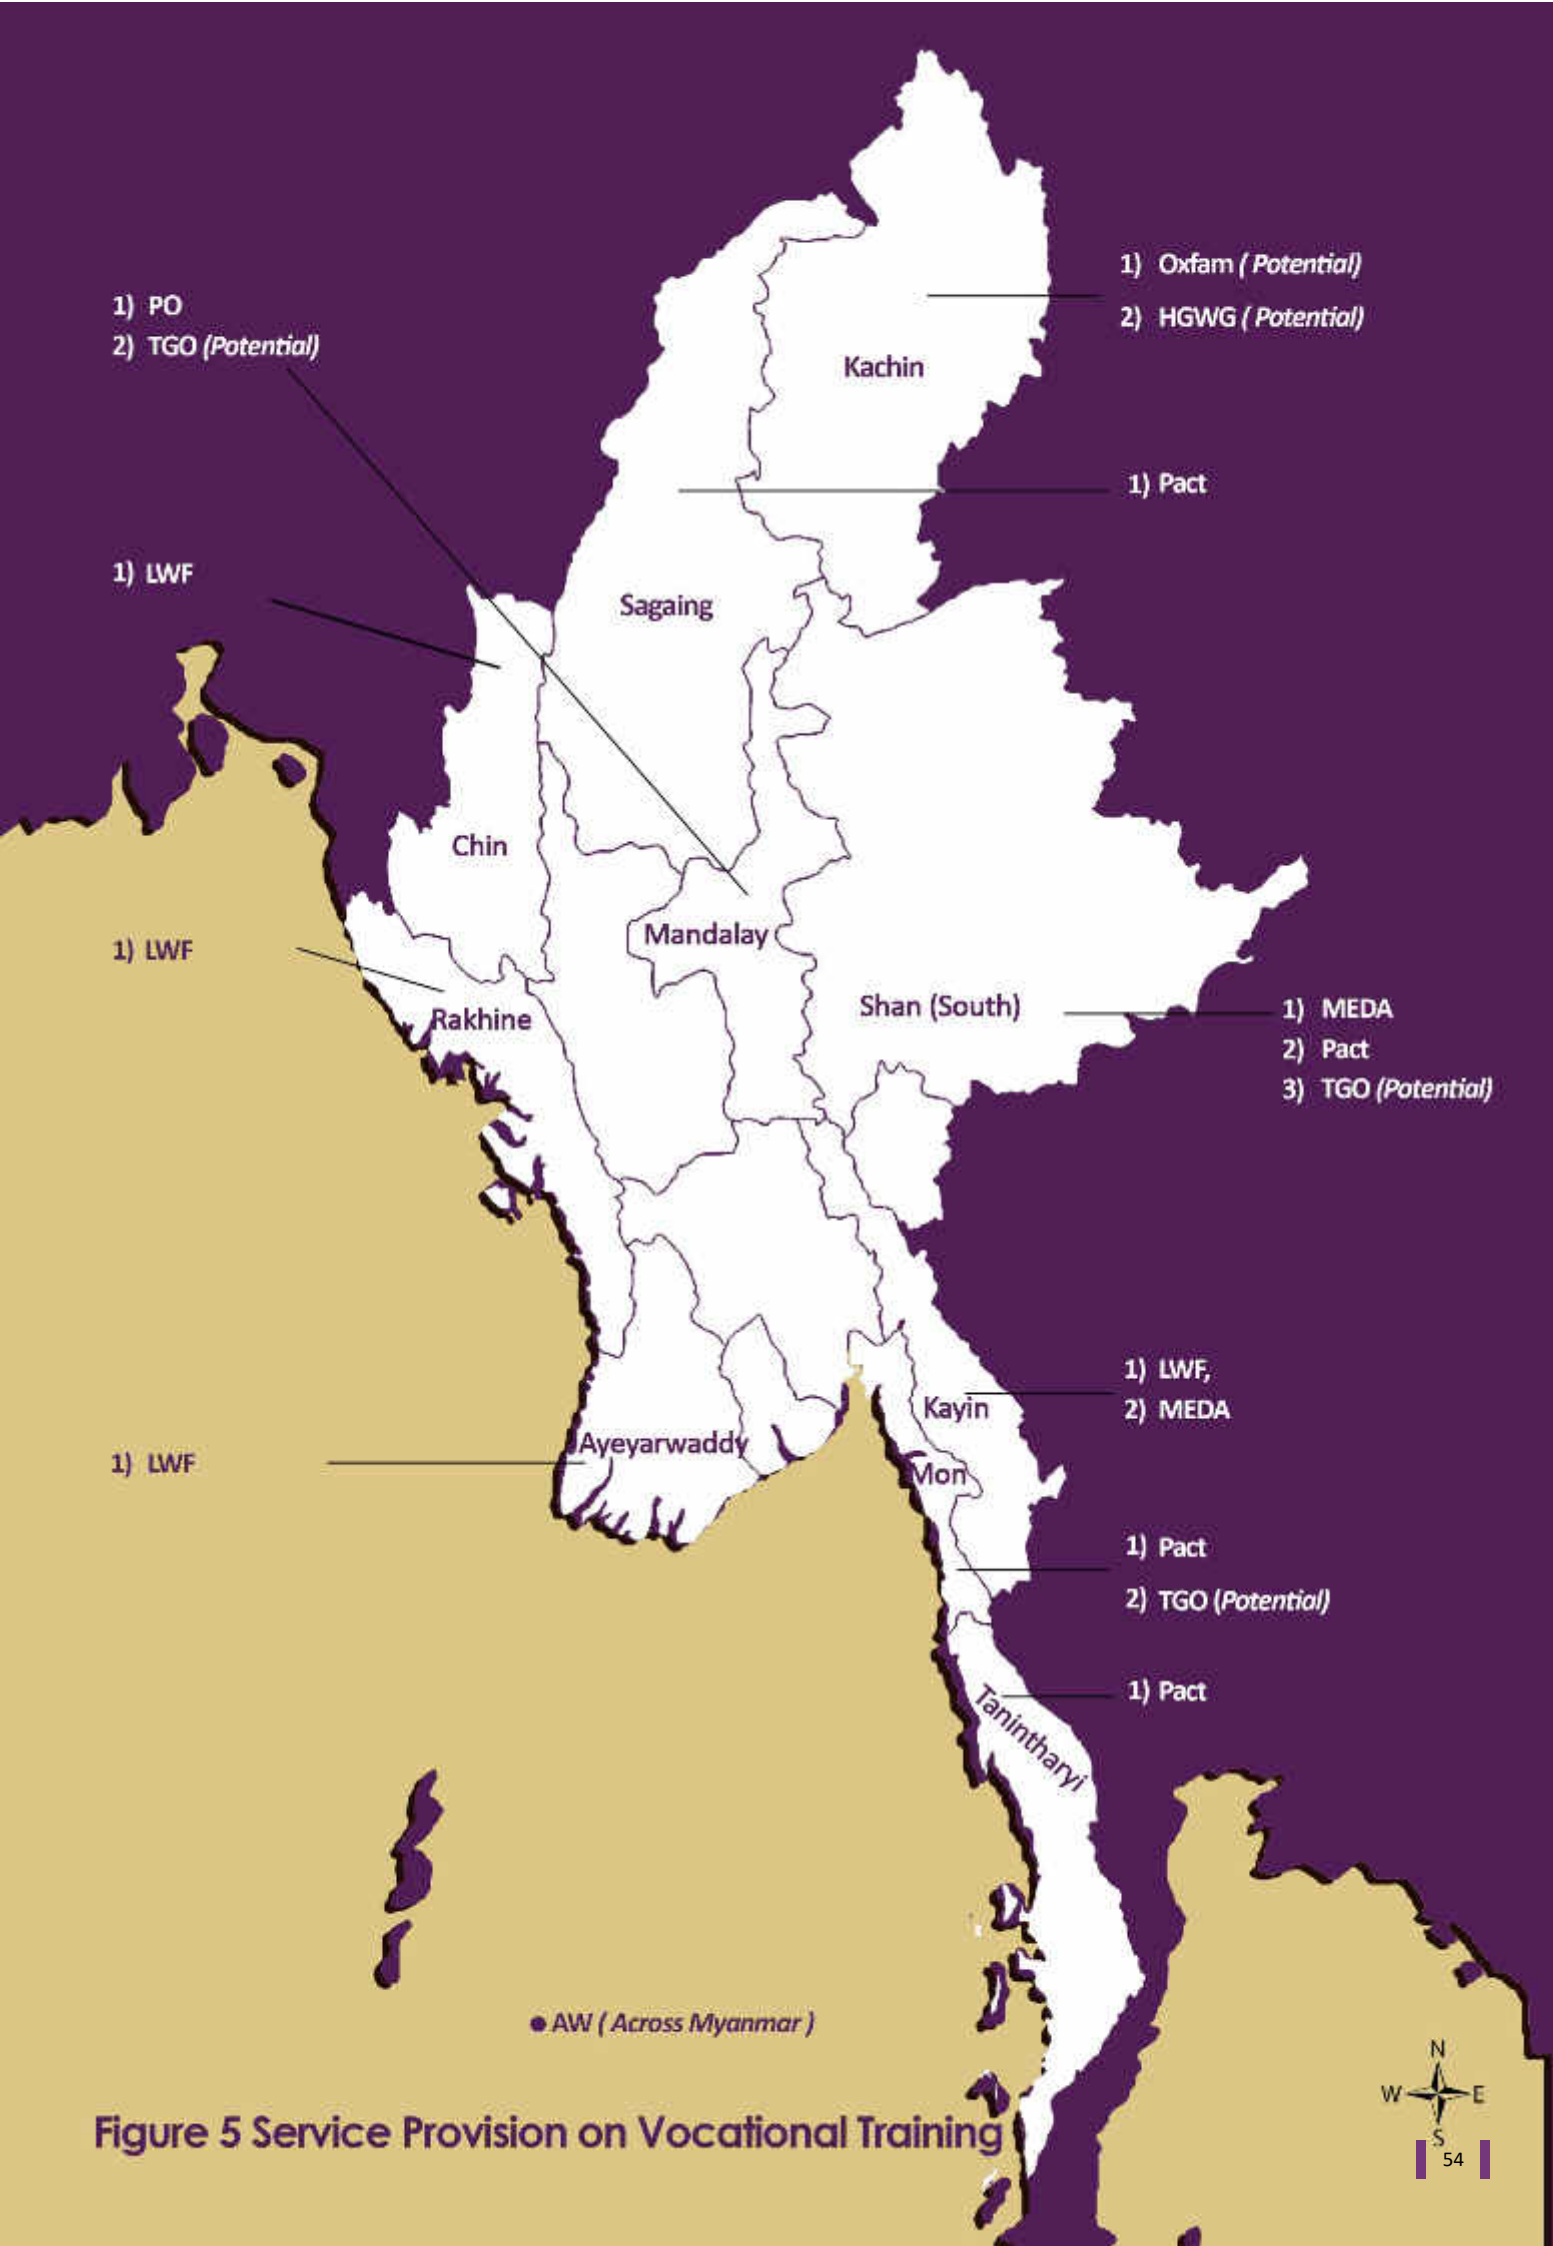 1) Oxfam ( Potential)
2) HGWG ( Potential)
1) PO
2) TGO (Potential)
Kachin
1) Pact
1) LWF
Sagaing
Chin
Mandalay
1) LWF
Rakhine
Shan (South)
1) MEDA
2) Pact
3) TGO (Potential)
1) LWF,
2) MEDA
Kayin
Ayeyarwaddy
1) LWF
Mon
1) Pact
2) TGO (Potential)
1) Pact
Tanintharyi
AW ( Across Myanmar )
N
W E
S
Figure 5 Service Provision on Vocational Training
54